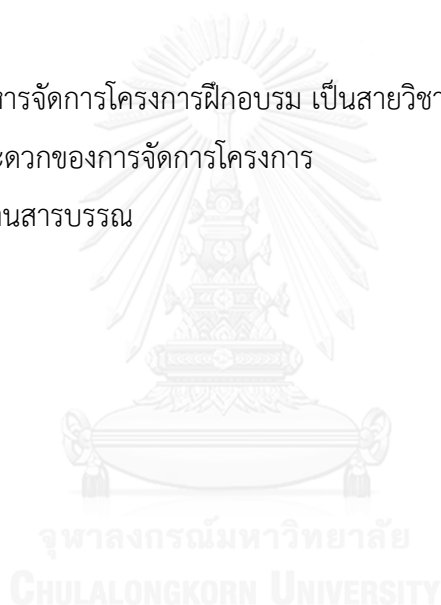 หารจัดการโครงการฝึกอบรม เป็นสายวิชา
ะดวกของการจัดการโครงการ
านสารบรรณ
จุฬาลงกรณ์มหาวิทยาลัย
CHULALONGKORN UNIVERSITY